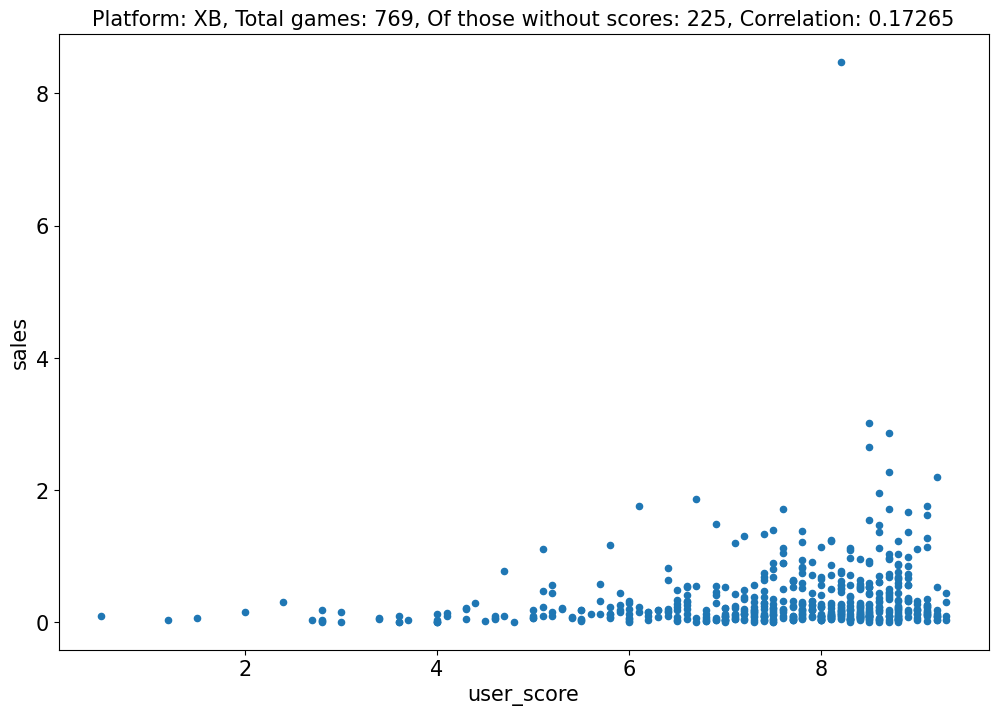 Platform: XB, Total games: 769, Of those without scores: 225, Correlation: 0.17265
8
6
4
2
0
sales
2 4 6 8
user_score